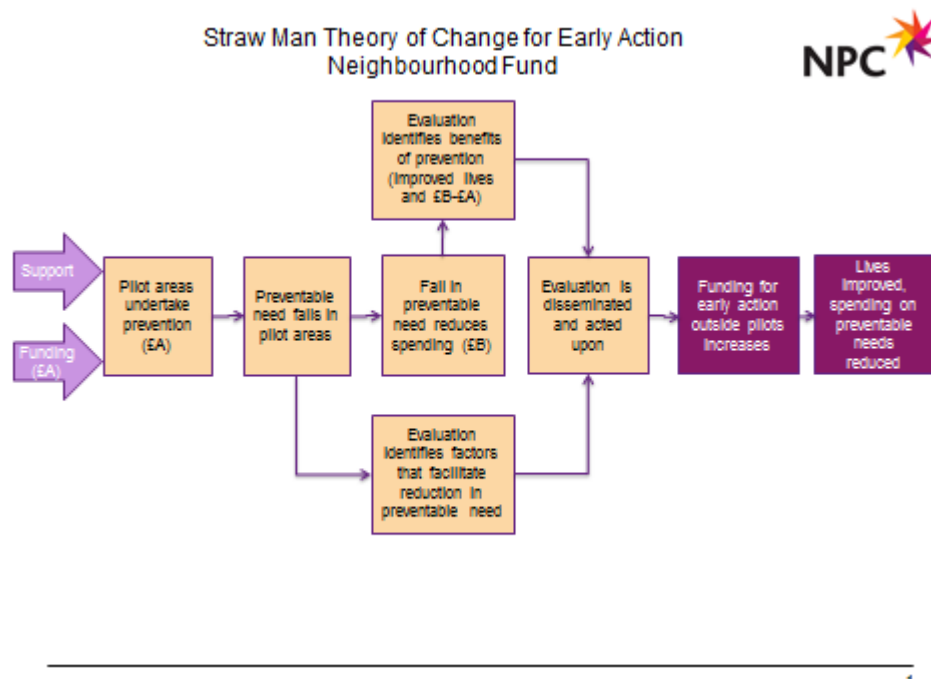 Straw Man Theory of Change for Early Action
Neighbourhood Fund
NPC
Evaluation
identifies benefits
of prevention
(improved lives
and £B-£A)
Support
Funding
(£A)
Pilot areas
undertake
prevention
(£A)
Preventable
need falls in
pilot areas
Fall in
preventable
need reduces
spending (£B)
Evaluation is
disseminated
and acted
upon
Funding for
early action
outside pilots
increases
Lives
improved,
spending on
preventable
needs
reduced
Evaluation
identifies factors
that facilitate
reduction in
preventable need